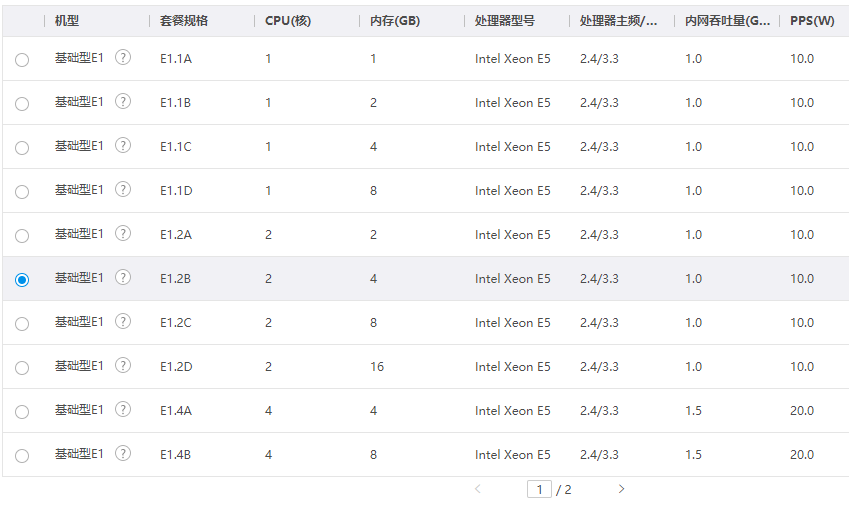 机型 套餐规格 CPU(核) 内存(GB) 处理器型号 处理器主频/... 内网吞吐量(G... PPS(W)
基础型E1 ? E1.1A 1 1 Intel Xeon E5 2.4/3.3 1.0 10.0
基础型E1 ? E1.1B 1 2 Intel Xeon E5 2.4/3.3 1.0 10.0
基础型E1 ? E1.1C 1 4 Intel Xeon E5 2.4/3.3 1.0 10.0
基础型E1 ? E1.1D 1 8 Intel Xeon E5 2.4/3.3 1.0 10.0
基础型E1 ? E1.2A 2 2 Intel Xeon E5 2.4/3.3 1.0 10.0
基础型E1 ? E1.2B 2 4 Intel Xeon E5 2.4/3.3 1.0 10.0
基础型E1 ? E1.2C 2 8 Intel Xeon E5 2.4/3.3 1.0 10.0
基础型E1 ? E1.2D 2 16 Intel Xeon E5 2.4/3.3 1.0 10.0
基础型E1 ? E1.4A 4 4 Intel Xeon E5 2.4/3.3 1.5 20.0
基础型E1 ? E1.4B 4 8 Intel Xeon E5 2.4/3.3 1.5 20.0
< 1 / 2 >